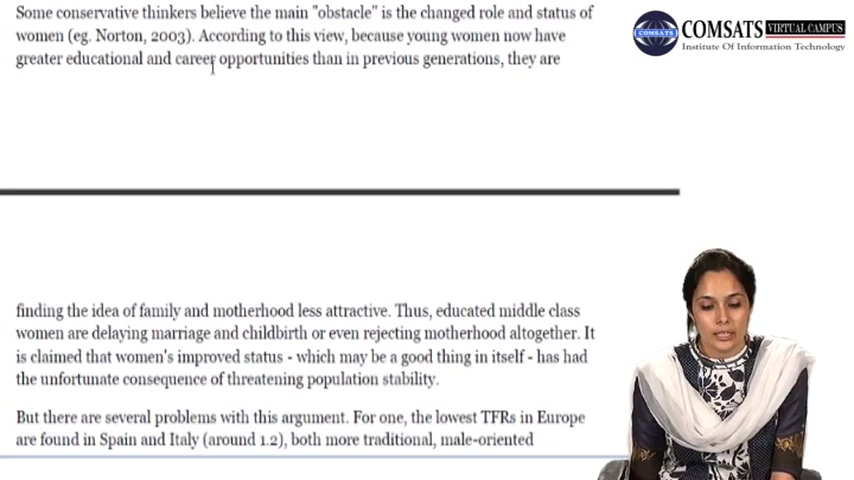 Some conservative thinkers believe the main "obstacle" is the changed role and status of
women (eg. Norton, 2003). According to this view, because young women now have
greater educational and career opportunities than in previous generations, they are
COMSATS VIRTUAL CAMPUS
COMSATS
Institute Of Information Technology
finding the idea of family and motherhood less attractive. Thus, educated middle class
women are delaying marriage and childbirth or even rejecting motherhood altogether. It
is claimed that women's improved status - which may be a good thing in itself - has had
the unfortunate consequence of threatening population stability.
But there are several problems with this argument. For one, the lowest TFRs in Europe
are found in Spain and Italy (around 1.2), both more traditional, male-oriented